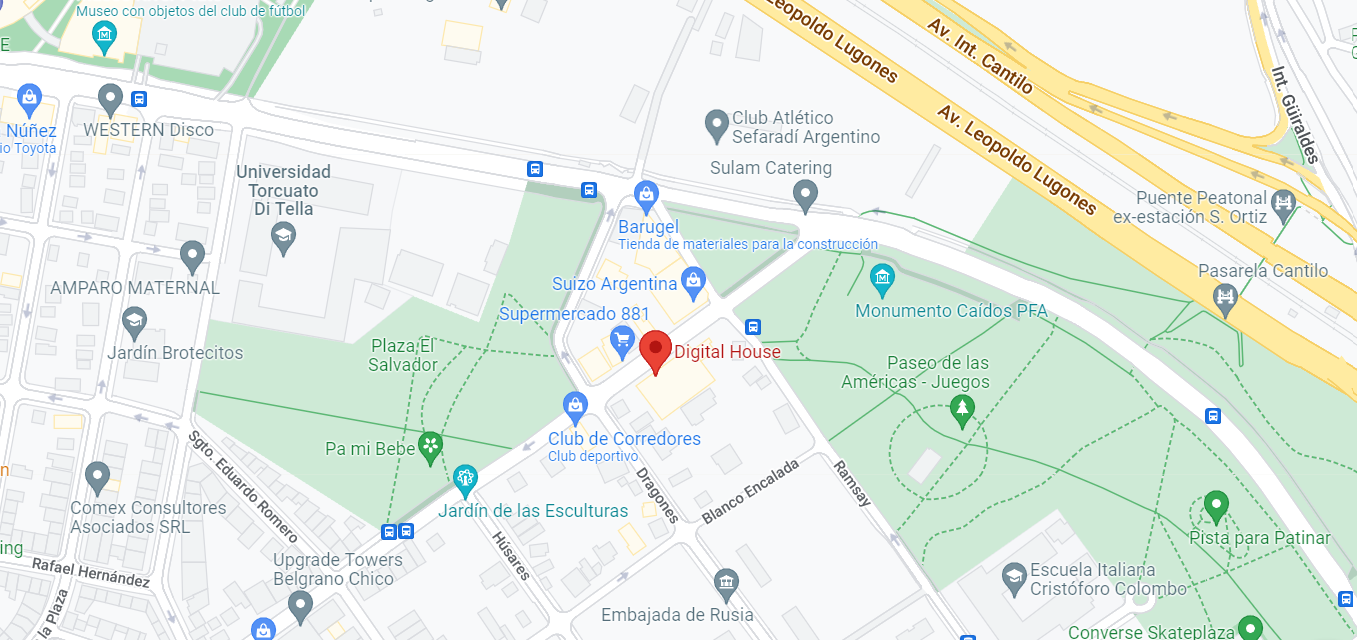 Museo con objetos del club de fútbol
E
Leopoldo Lugones
Av. Int. Cantilo
Int. Güiraldes
Av. Leopoldo Lugones
Núñez
io Toyota
WESTERN Disco
Club Atlético
Sefaradí Argentino
Sulam Catering
Universidad
Torcuato
Di Tella
Puente Peatonal
ex-estación S. Ortiz
Barugel
Tienda de materiales para la construcción
Pasarela Cantilo
AMPARO MATERNAL
Suizo Argentina
Monumento Caídos PFA
Supermercado 881
Jardín Brotecitos
Plaza El
Salvador
Digital House
Paseo de las
Américas - Juegos
Pa mi Bebe
Club de Corredores
Club deportivo
Sgto. Eduardo Romero
Dragones
Blanco Encalada
Ramsay
n
Comex Consultores
Asociados SRL
Jardín de las Esculturas
Húsares
Pista para Patinar
ing
Rafael Hernández
la Plaza
Upgrade Towers
Belgrano Chico
Embajada de Rusia
Escuela Italiana
Cristóforo Colombo
Converse Skateplaza